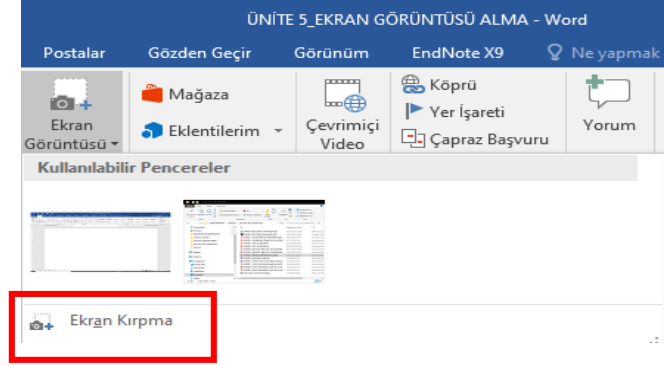 ÜNİTE 5_EKRAN GÖRÜNTÜSÜ ALMA - Word
Postalar Gözden Geçir Görünüm EndNote X9 Ne yapmak
Ekran Görüntüsü
Mağaza
Eklentilerim
Çevrimiçi Video
Köprü
Yer İşareti
Çapraz Başvuru
Yorum
Kullanılabilir Pencereler
Ekran Kırpma